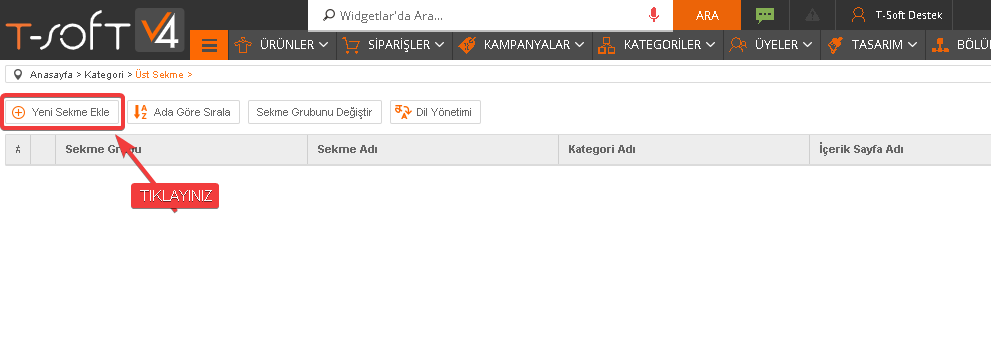 T-SOFT V4
Widgetlar'da Ara...
ARA
T-Soft Destek
ÜRÜNLER
SİPARİŞLER
KAMPANYALAR
KATEGORİLER
ÜYELER
TASARIM
BÖLÜ
Anasayfa > Kategori > Üst Sekme >
Yeni Sekme Ekle
Ada Göre Sırala
Sekme Grubunu Değiştir
Dil Yönetimi
Sekme Grubu
Sekme Adı
Kategori Adı
İçerik Sayfa Adı
TIKLAYINIZ